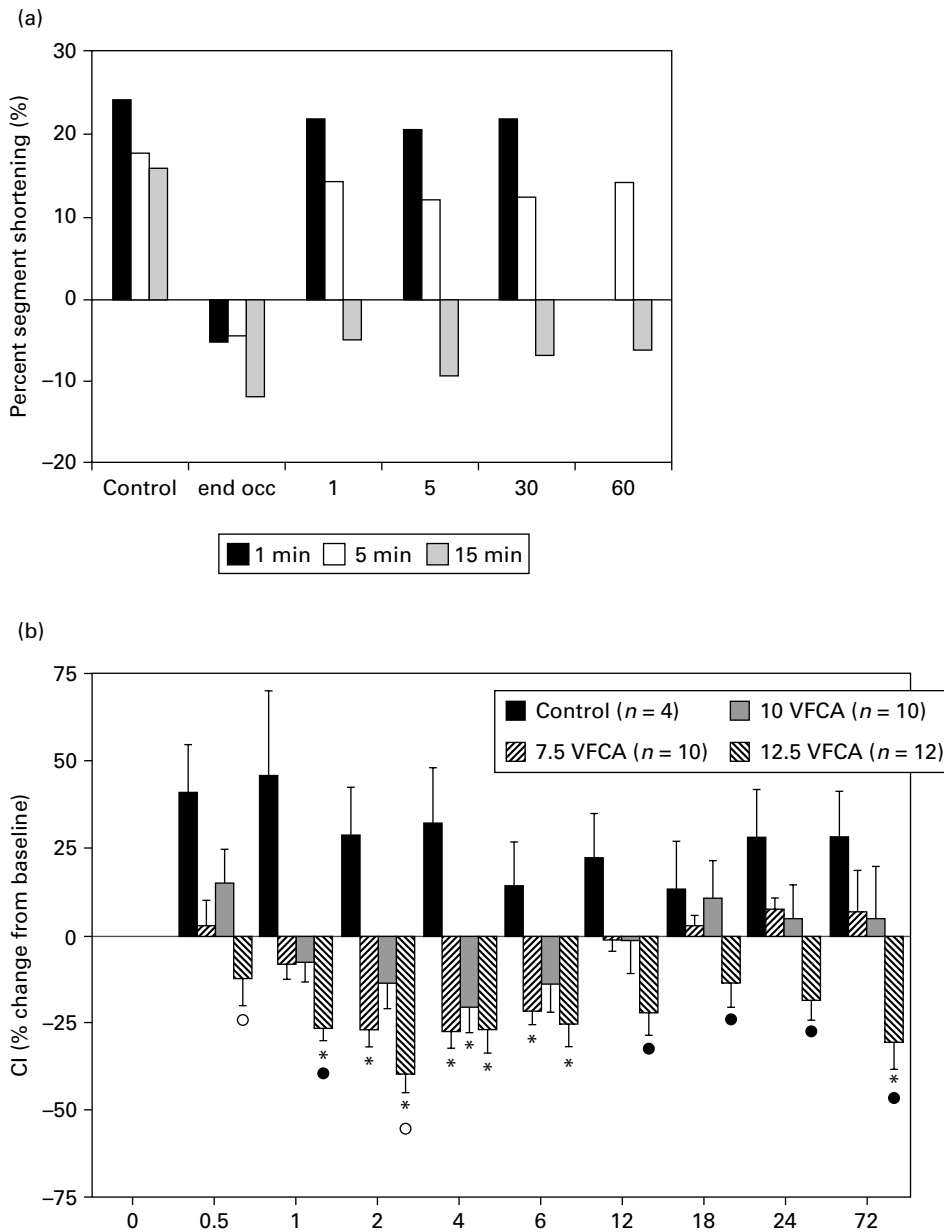 (a)
Percent segment shortening (%)
30
20
10
0
−10
−20
Control end occ 1 5 30 60
1 min 5 min 15 min
(b)
CI (% change from baseline)
75
50
25
0
−25
−50
−75
Control (n = 4) 10 VFCA (n = 10)
7.5 VFCA (n = 10) 12.5 VFCA (n = 12)
* * * * * * * * *
0 0.5 1 2 4 6 12 18 24 72